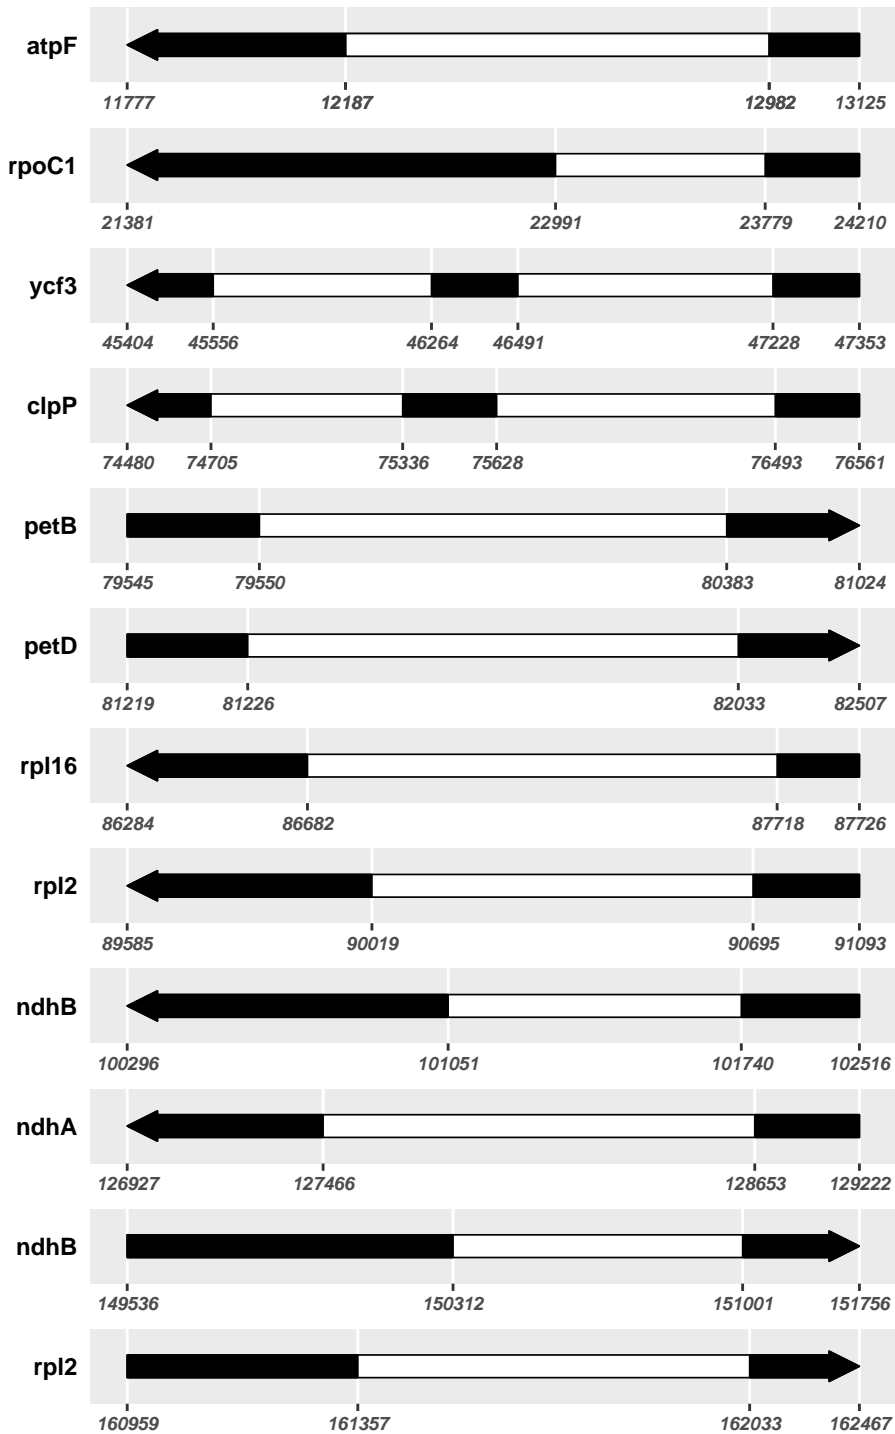 atpF
11777 12187 12982 13125
rpoC1
21381 22991 23779 24210
ycf3
45404 45556 46264 46491 47228 47353
clpP
74480 74705 75336 75628 76493 76561
petB
79545 79550 80383 81024
petD
81219 81226 82033 82507
rpl16
86284 86682 87718 87726
rpl2
89585 90019 90695 91093
ndhB
100296 101051 101740 102516
ndhA
126927 127466 128653 129222
ndhB
149536 150312 151001 151756
rpl2
160959 161357 162033 162467